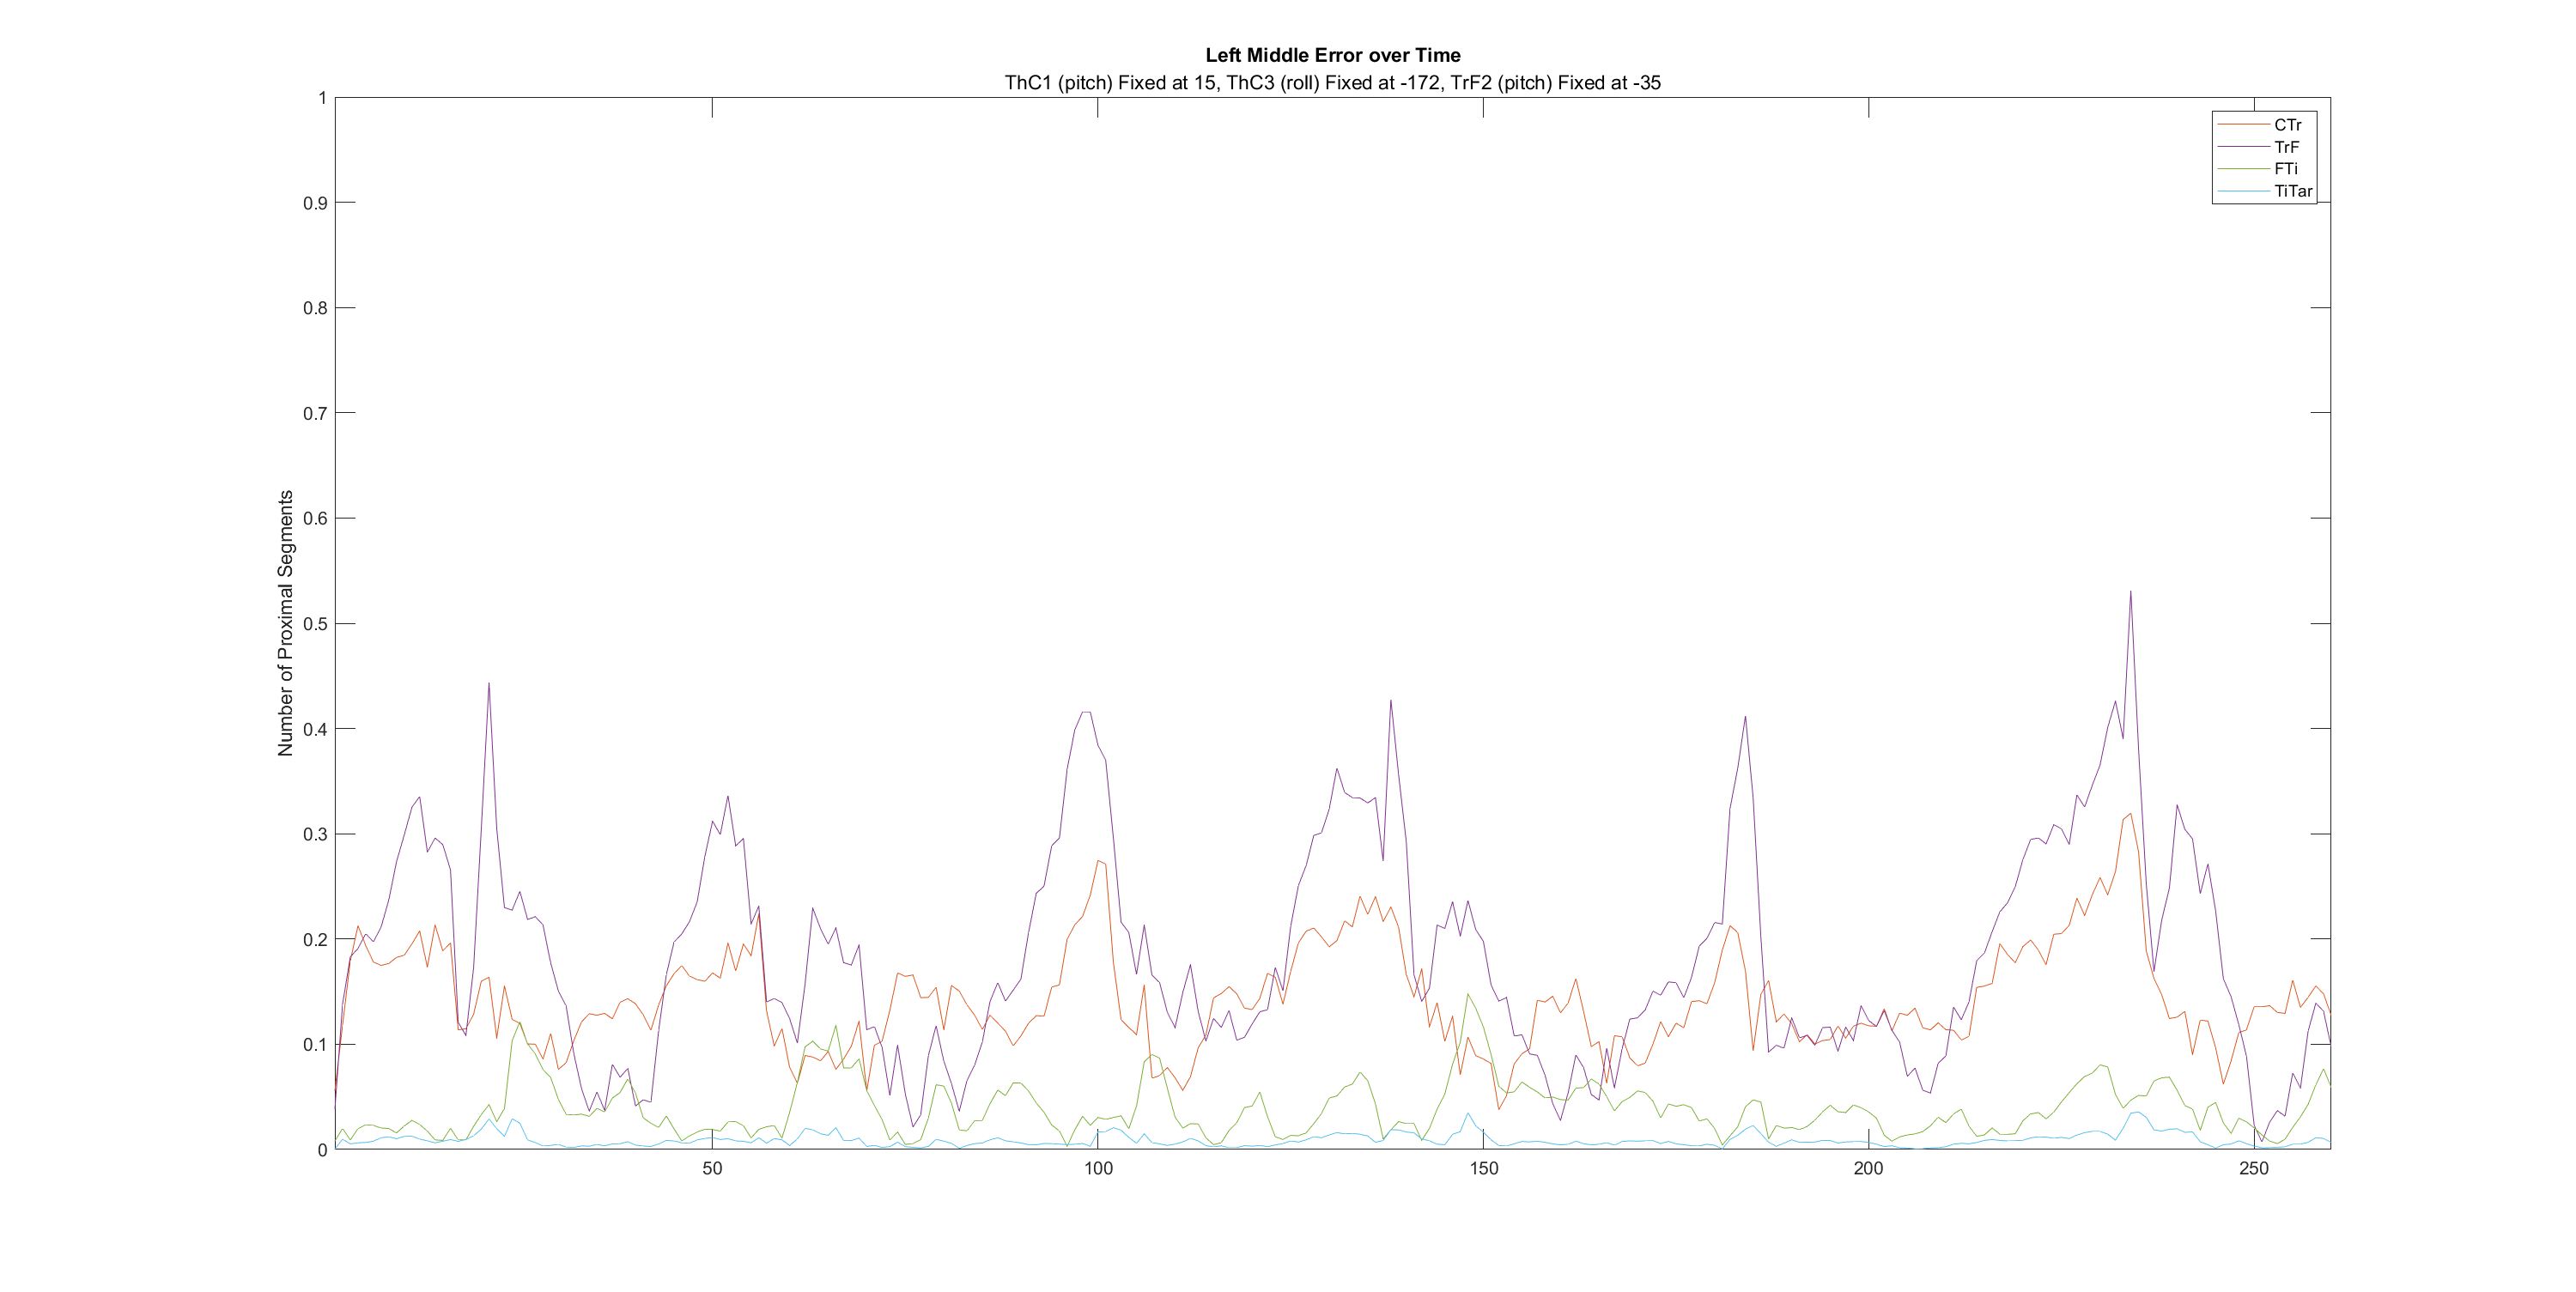 Left Middle Error over Time
ThC1 (pitch) Fixed at 15, ThC3 (roll) Fixed at -172, TrF2 (pitch) Fixed at -35
CTr
TrF
FTi
TiTar
Number of Proximal Segments
1
0.9
0.8
0.7
0.6
0.5
0.4
0.3
0.2
0.1
0
50 100 150 200 250